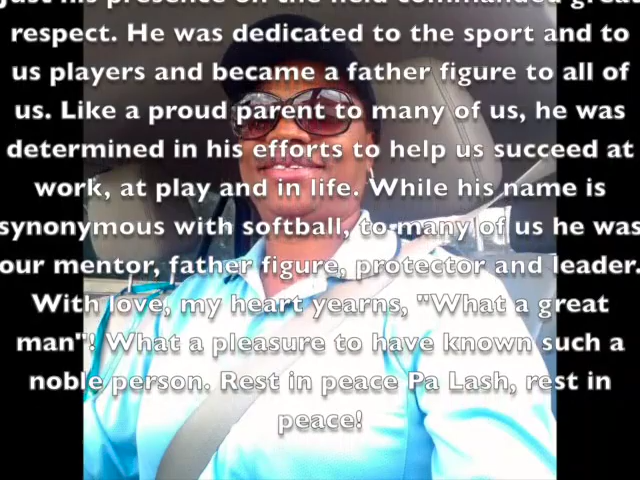 just his presence on the field commanded great
respect. He was dedicated to the sport and to
us players and became a father figure to all of
us. Like a proud parent to many of us, he was
determined in his efforts to help us succeed at
work, at play and in life. While his name is
synonymous with softball, to many of us he was
our mentor, father figure, protector and leader.
With love, my heart yearns, "What a great
man"! What a pleasure to have known such a
noble person. Rest in peace Pa Lash, rest in
peace!